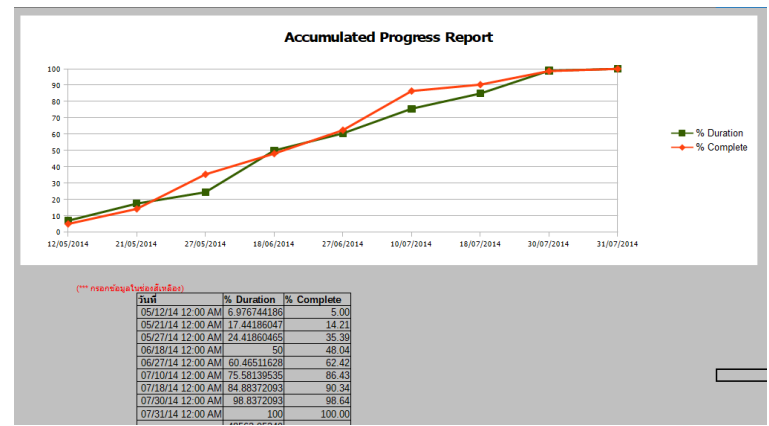 Accumulated Progress Report
100
90
80
70
60
50
40
30
20
10
0
12/05/2014 21/05/2014 27/05/2014 18/06/2014 27/06/2014 10/07/2014 18/07/2014 30/07/2014 31/07/2014
% Duration
% Complete
(*** กรอกข้อมูลในช่องสีเหลือง)
วันที่ % Duration % Complete
05/12/14 12:00 AM 6.976744186 5.00
05/21/14 12:00 AM 17.44186047 14.21
05/27/14 12:00 AM 24.41860465 35.39
06/18/14 12:00 AM 50 48.04
06/27/14 12:00 AM 60.46511628 62.42
07/10/14 12:00 AM 75.58139535 86.43
07/18/14 12:00 AM 84.88372093 90.34
07/30/14 12:00 AM 98.8372093 98.64
07/31/14 12:00 AM 100 100.00